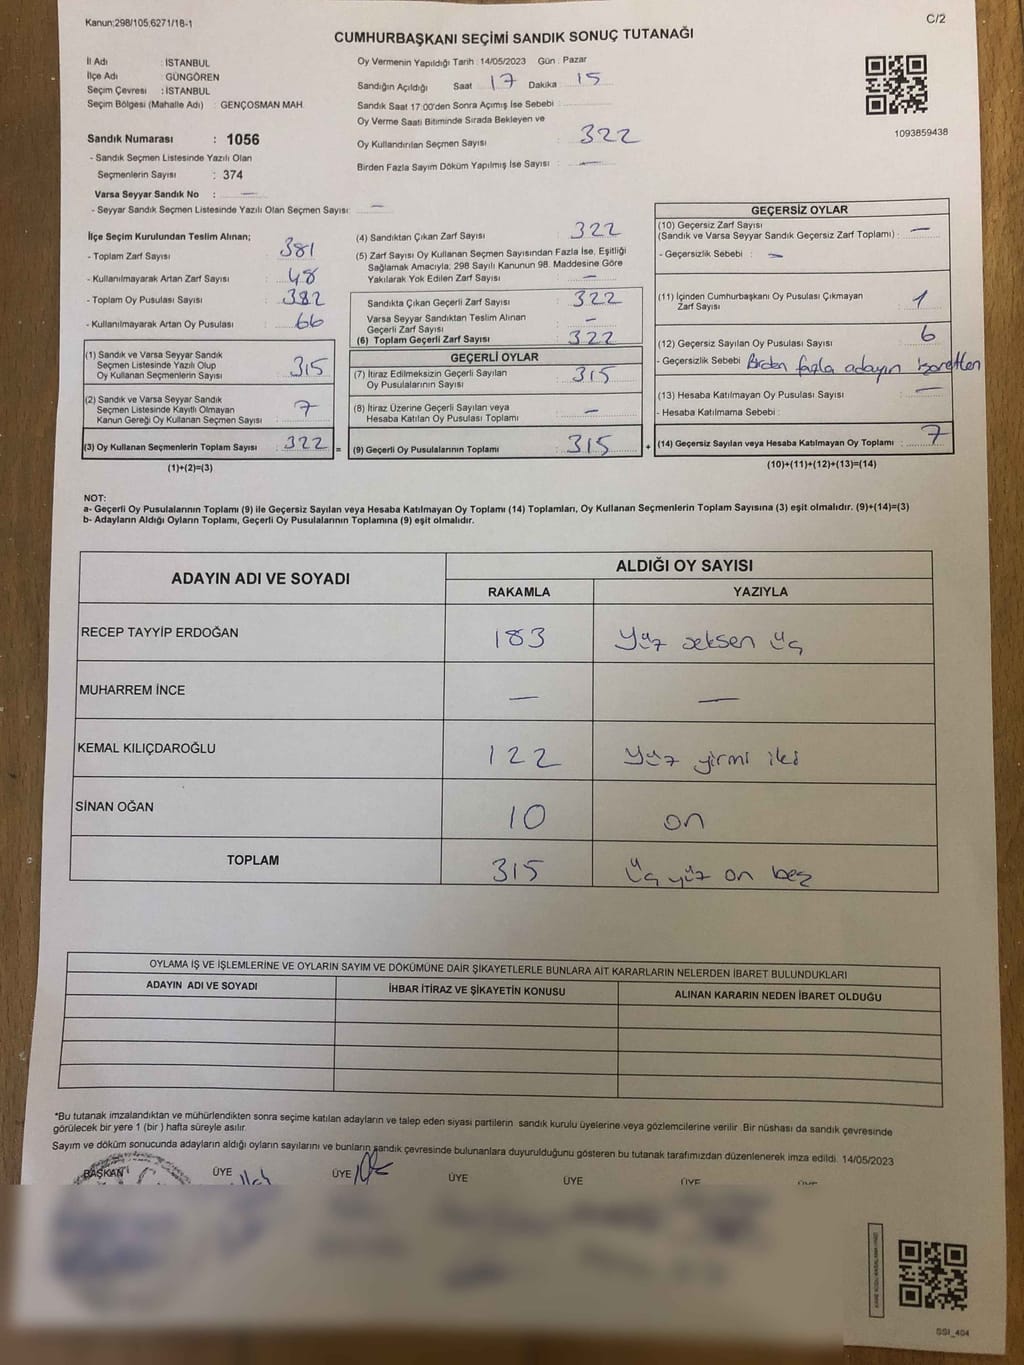 Kanun:298/105,6271/18-1
C/2
CUMHURBAŞKANI SEÇİMİ SANDIK SONUÇ TUTANAĞI
İl Adı : İSTANBUL
İlçe Adı : GÜNGÖREN
Seçim Çevresi : İSTANBUL
Seçim Bölgesi (Mahalle Adı) : GENÇOSMAN MAH.
Sandık Numarası : 1056
- Sandık Seçmen Listesinde Yazılı Olan
Seçmenlerin Sayısı : 374
Varsa Seyyar Sandık No : —
- Seyyar Sandık Seçmen Listesinde Yazılı Olan Seçmen Sayısı: —
Oy Vermenin Yapıldığı Tarih : 14/05/2023 Gün : Pazar
Sandığın Açıldığı Saat 17 Dakika 15
Sandık Saat 17:00'den Sonra Açmış İse Sebebi :
Oy Verme Saati Bitiminde Sırada Bekleyen ve
Oy Kullandırılan Seçmen Sayısı : 322
Birden Fazla Sayım Döküm Yapılmış İse Sayısı : —
1093859438
İlçe Seçim Kurulundan Teslim Alınan;
- Toplam Zarf Sayısı : 381
- Kullanılmayarak Artan Zarf Sayısı : 48
- Toplam Oy Pusulası Sayısı : 382
- Kullanılmayarak Artan Oy Pusulası : 66
(1) Sandık ve Varsa Seyyar Sandık
Seçmen Listesinde Yazılı Olup
Oy Kullanan Seçmenlerin Sayısı : 315
(2) Sandık ve Varsa Seyyar Sandık
Seçmen Listesinde Kayıtlı Olmayan
Kanun Gereği Oy Kullanan Seçmen Sayısı : 7
(3) Oy Kullanan Seçmenlerin Toplam Sayısı : 322 =
(1)+(2)=(3)
(4) Sandıktan Çıkan Zarf Sayısı : 322
(5) Zarf Sayısı Oy Kullanan Seçmen Sayısından Fazla İse, Eşitliği
Sağlamak Amacıyla, 298 Sayılı Kanunun 98. Maddesine Göre
Yakılarak Yok Edilen Zarf Sayısı : —
Sandıkta Çıkan Geçerli Zarf Sayısı : 322
Varsa Seyyar Sandıktan Teslim Alınan
Geçerli Zarf Sayısı : —
(6) Toplam Geçerli Zarf Sayısı : 322
GEÇERLİ OYLAR
(7) İtiraz Edilmeksizin Geçerli Sayılan
Oy Pusulalarının Sayısı : 315
(8) İtiraz Üzerine Geçerli Sayılan veya
Hesaba Katılan Oy Pusulası Toplamı : —
(9) Geçerli Oy Pusulalarının Toplamı : 315 +
GEÇERSİZ OYLAR
(10) Geçersiz Zarf Sayısı
(Sandık ve Varsa Seyyar Sandık Geçersiz Zarf Toplamı) : —
- Geçersizlik Sebebi : —
(11) İçinden Cumhurbaşkanı Oy Pusulası Çıkmayan
Zarf Sayısı : 1
(12) Geçersiz Sayılan Oy Pusulası Sayısı : 6
- Geçersizlik Sebebi Birden fazla adayın işaretlen
(13) Hesaba Katılmayan Oy Pusulası Sayısı : —
- Hesaba Katılmama Sebebi :
(14) Geçersiz Sayılan veya Hesaba Katılmayan Oy Toplamı : 7
(10)+(11)+(12)+(13)=(14)
NOT:
a- Geçerli Oy Pusulalarının Toplamı (9) ile Geçersiz Sayılan veya Hesaba Katılmayan Oy Toplamı (14) Toplamları, Oy Kullanan Seçmenlerin Toplam Sayısına (3) eşit olmalıdır. (9)+(14)=(3)
b- Adayların Aldığı Oyların Toplamı, Geçerli Oy Pusulalarının Toplamına (9) eşit olmalıdır.
ADAYIN ADI VE SOYADI
ALDIĞI OY SAYISI
RAKAMLA YAZIYLA
RECEP TAYYİP ERDOĞAN 183 Yüz seksen üç
MUHARREM İNCE — —
KEMAL KILIÇDAROĞLU 122 Yüz yirmi iki
SİNAN OĞAN 10 on
TOPLAM 315 üç yüz on beş
OYLAMA İŞ VE İŞLEMLERİNE VE OYLARIN SAYIM VE DÖKÜMÜNE DAİR ŞİKAYETLERLE BUNLARA AİT KARARLARIN NELERDEN İBARET BULUNDUKLARI
ADAYIN ADI VE SOYADI İHBAR İTİRAZ VE ŞİKAYETİN KONUSU ALINAN KARARIN NEDEN İBARET OLDUĞU
*Bu tutanak imzalandıktan ve mühürlendikten sonra seçime katılan adayların ve talep eden siyasi partilerin sandık kurulu üyelerine veya gözlemcilerine verilir. Bir nüshası da sandık çevresinde
görülecek bir yere 1 (bir ) hafta süreyle asılır.
Sayım ve döküm sonucunda adayların aldığı oyların sayılarını ve bunların sandık çevresinde bulunanlara duyurulduğunu gösteren bu tutanak tarafımızdan düzenlenerek imza edildi. 14/05/2023
BAŞKAN ÜYE ÜYE ÜYE ÜYE ÜYE ÜYE
SSI_404